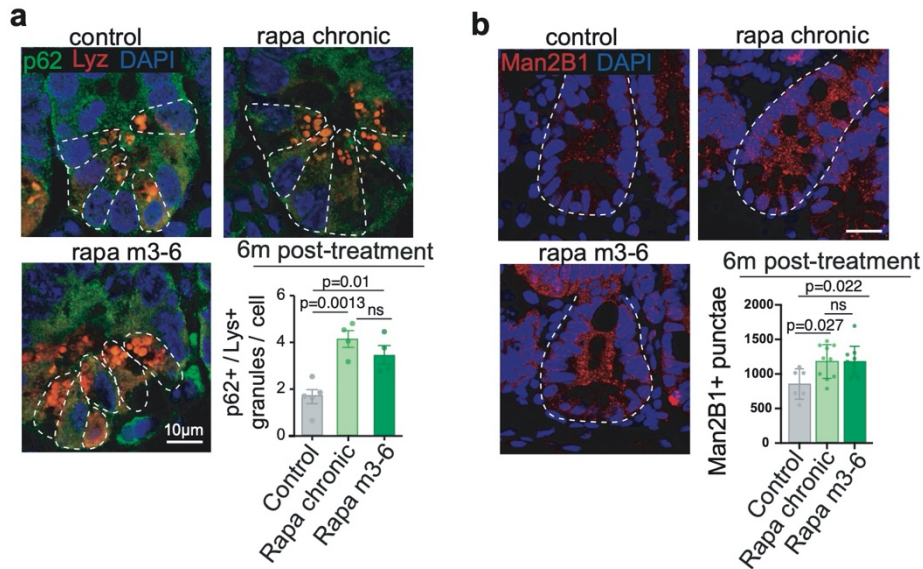 a
control
rapa chronic
p62 Lyz DAPI
rapa m3-6
10µm
6m post-treatment
p=0.01
p=0.0013
ns
p62+ / Lys+
granules / cell
6
4
2
0
Control
Rapa chronic
Rapa m3-6
b
control
rapa chronic
Man2B1 DAPI
rapa m3-6
6m post-treatment
p=0.022
ns
p=0.027
Man2B1+ punctae
2000
1500
1000
500
0
Control
Rapa chronic
Rapa m3-6